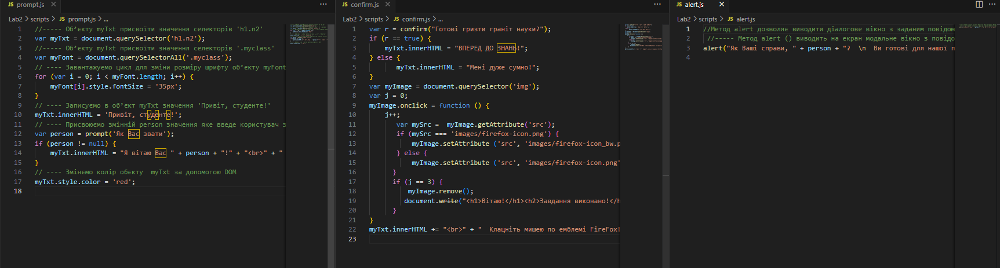 prompt.js
Lab2 > scripts > prompt.js > ...
1 //----- Об’єкту myTxt присвоїти значення селекторів 'h1.n2'
2 var myTxt = document.querySelector('h1.n2');
3 //----- Об’єкту myTxt присвоїти значення селекторів '.myclass'
4 var myFont = document.querySelectorAll('.myclass');
5 // ---- Завантажуємо цикл для зміни розміру шрифту об’єкту myFont
6 for (var i = 0; i < myFont.length; i++) {
7 myFont[i].style.fontSize = '35px';
8 }
9 // ---- Записуємо в об’єкт myTxt значення 'Привіт, студенте!'
10 myTxt.innerHTML = 'Привіт, студенте!';
11 // ---- Присвоюємо змінній person значення яке введе користувач з
12 var person = prompt('Як Вас звати');
13 if (person != null) {
14 myTxt.innerHTML = "Я вітаю Вас " + person + "!" + "<br>" + "
15 }
16 // ---- Змінемо колір обєкту  myTxt за допомогою DOM
17 myTxt.style.color = 'red';
18
confirm.js
Lab2 > scripts > confirm.js > ...
1 var r = confirm("Готові гризти граніт науки?");
2 if (r == true) {
3 myTxt.innerHTML = "ВПЕРЕД ДО ЗНАНЬ!";
4 } else {
5 myTxt.innerHTML = "Мені дуже сумно!";
6 }
7 var myImage = document.querySelector('img');
8 var j = 0;
9 myImage.onclick = function () {
10 j++;
11 var mySrc =  myImage.getAttribute('src');
12 if (mySrc === 'images/firefox-icon.png') {
13 myImage.setAttribute ('src', 'images/firefox-icon_bw.p
14 } else {
15 myImage.setAttribute ('src', 'images/firefox-icon.png'
16 }
17 if (j == 3) {
18 myImage.remove();
19 document.write("<h1>Вітаю!</h1><h2>Завдання виконано!</h
20 }
21 }
22 myTxt.innerHTML += "<br>" + "  Клацніть мишею по емблемі FireFox!
23
alert.js
Lab2 > scripts > alert.js
1 //Метод alert дозволяє виводити діалогове вікно з заданим повідом
2 //----- Метод alert () виводить на екран модальне вікно з повідо
3 alert("Як Ваші справи, " + person + "?  \n  Ви готові для нашої п
4